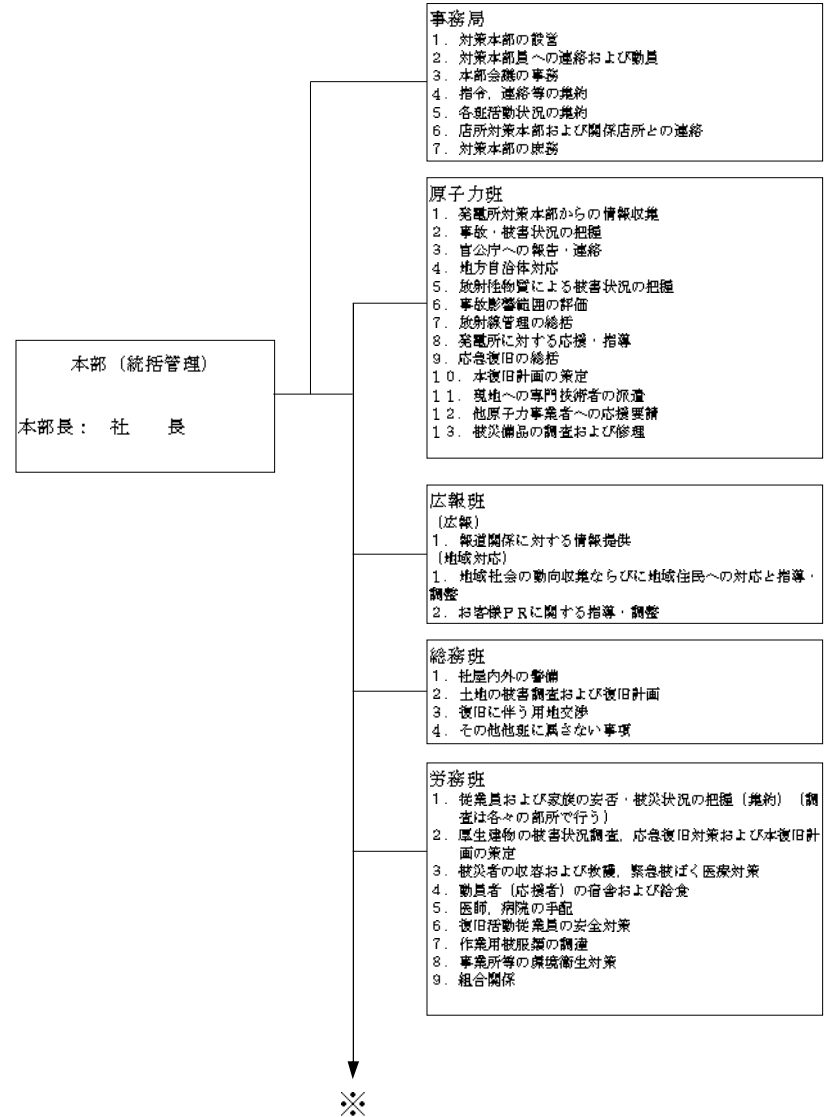 事務局
1．対策本部の設営
2．対策本部員への連絡および動員
3．本部会議の事務
4．指令，連絡等の集約
5．各班活動状況の集約
6．店所対策本部および関係店所との連絡
7．対策本部の庶務
原子力班
1．発電所対策本部からの情報収集
2．事故・被害状況の把握
3．官公庁への報告・連絡
4．地方自治体対応
5．放射性物質による被害状況の把握
6．事故影響範囲の評価
7．放射線管理の総括
8．発電所に対する応援・指導
9．応急復旧の総括
10．本復旧計画の策定
11．現地への専門技術者の派遣
12．他原子力事業者への応援要請
13．被災備品の調査および修理
本部（統括管理）
本部長： 社　　長
広報班
（広報）
1．報道関係に対する情報提供
（地域対応）
1．地域社会の動向収集ならびに地域住民への対応と指導・
調整
2．お客様PRに関する指導・調整
総務班
1．社屋内外の警備
2．土地の被害調査および復旧計画
3．復旧に伴う用地交渉
4．その他他班に属さない事項
労務班
1．従業員および家族の安否・被災状況の把握（集約）（調
査は各々の部所で行う）
2．厚生建物の被害状況調査，応急復旧対策および本復旧計
画の策定
3．被災者の収容および救護，緊急被ばく医療対策
4．動員者（応援者）の宿舎および給食
5．医師，病院の手配
6．復旧活動従業員の安全対策
7．作業用被服類の調達
8．事業所等の環境衛生対策
9．組合関係
※